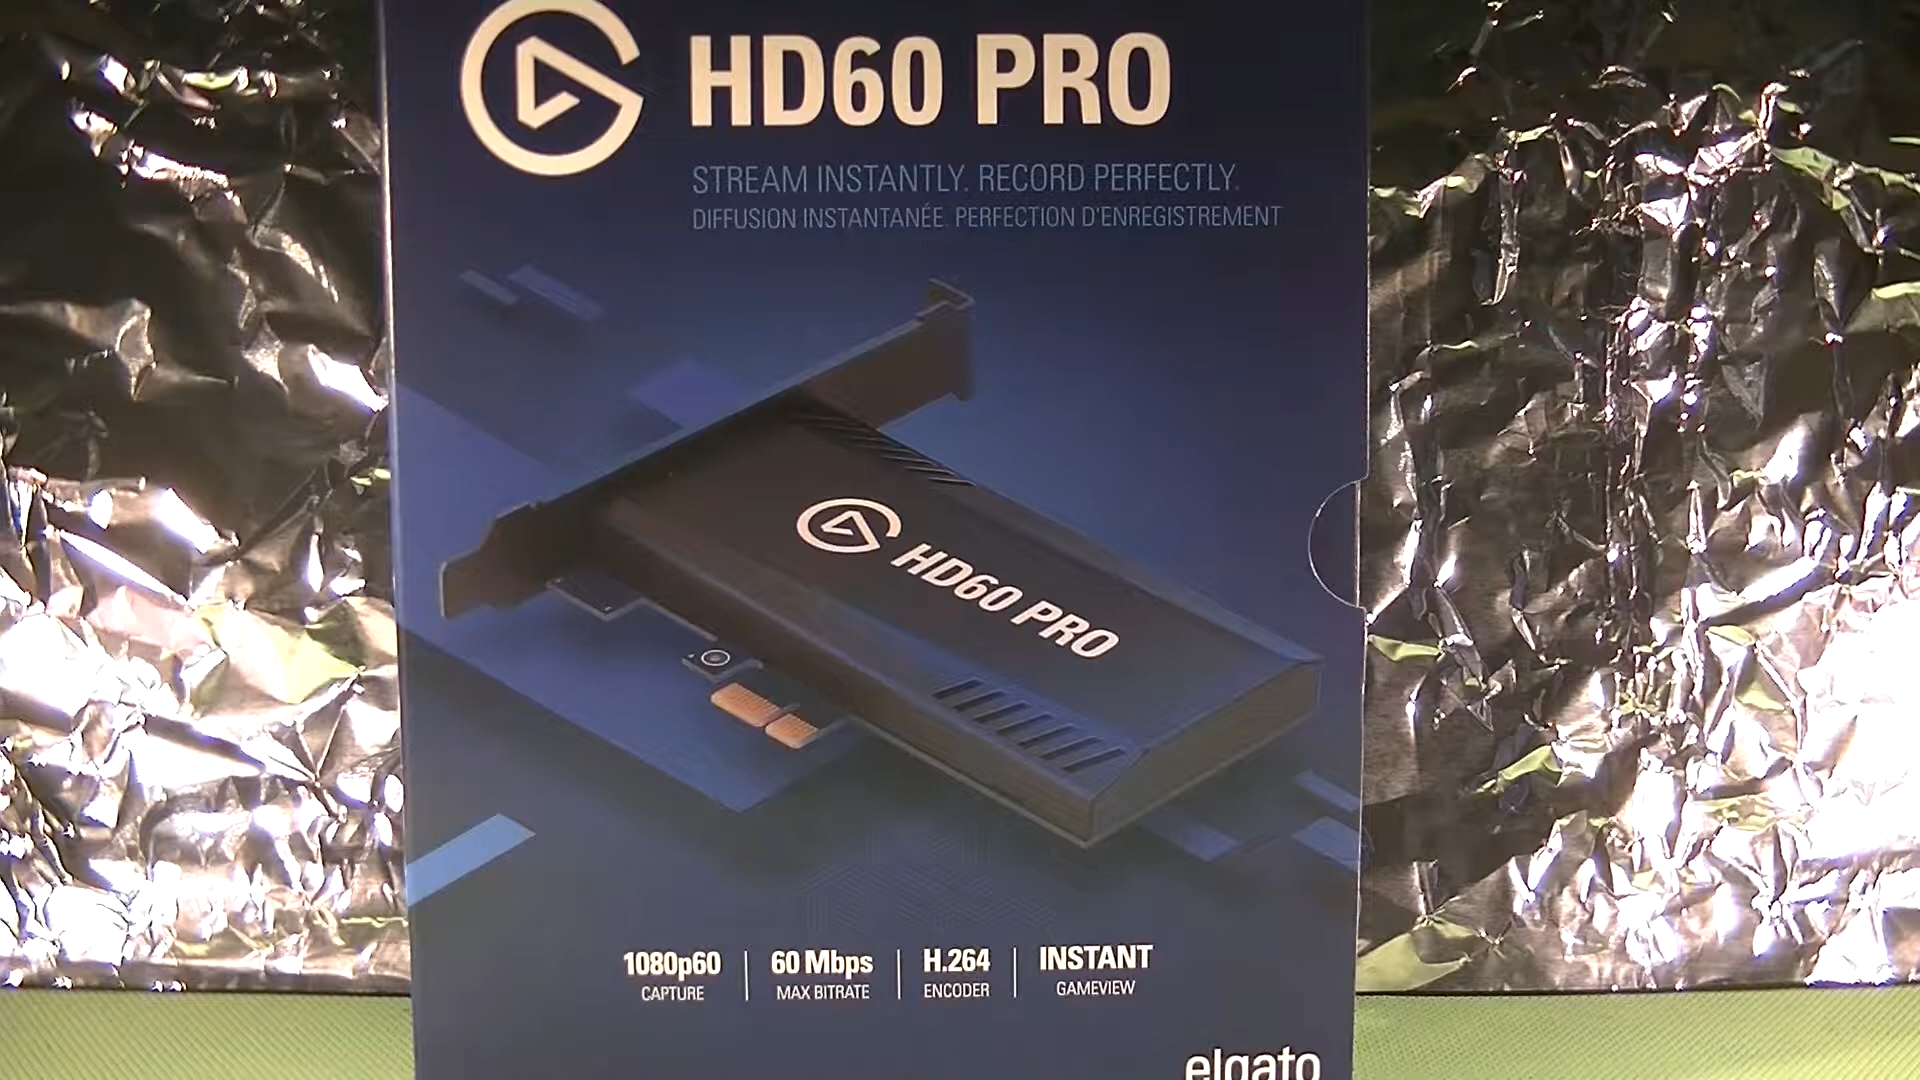 HD60 PRO
STREAM INSTANTLY. RECORD PERFECTLY.
DIFFUSION INSTANTANÉE. PERFECTION D'ENREGISTREMENT
HD60 PRO
1080p60
CAPTURE
60 Mbps
MAX BITRATE
H.264
ENCODER
INSTANT
GAMEVIEW
elgato